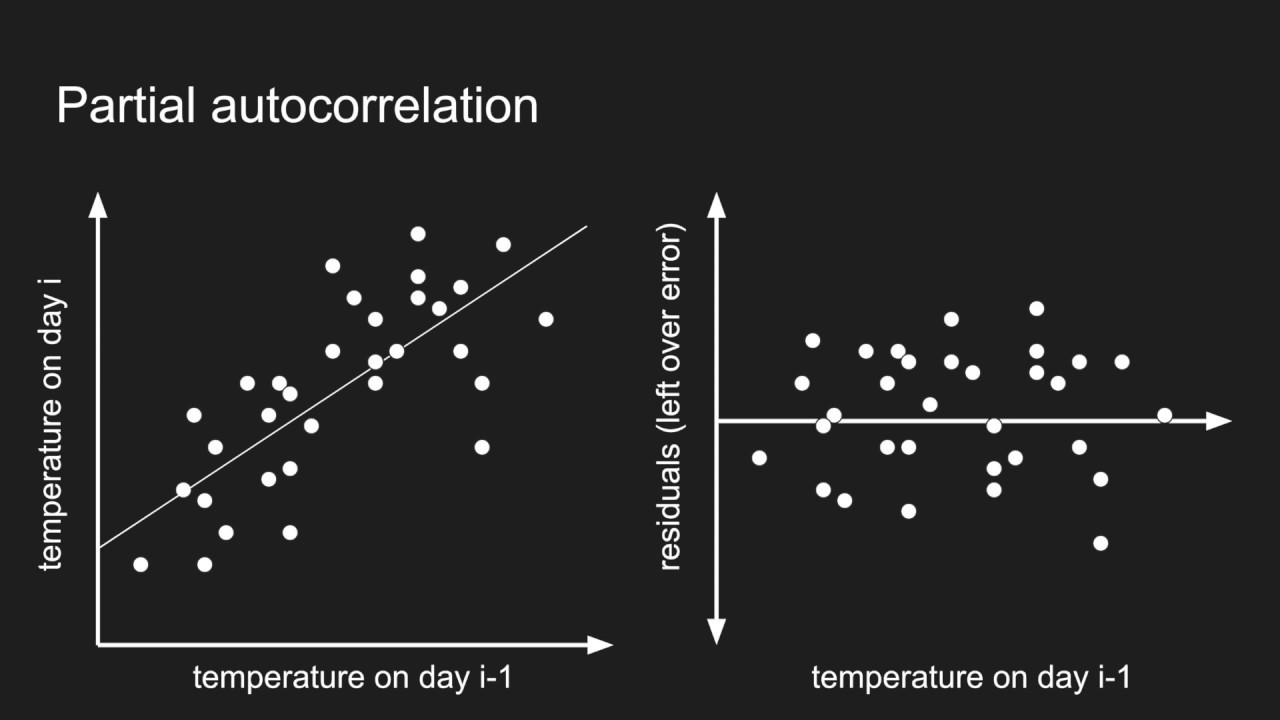 Partial autocorrelation
temperature on day i
temperature on day i-1
residuals (left over error)
temperature on day i-1